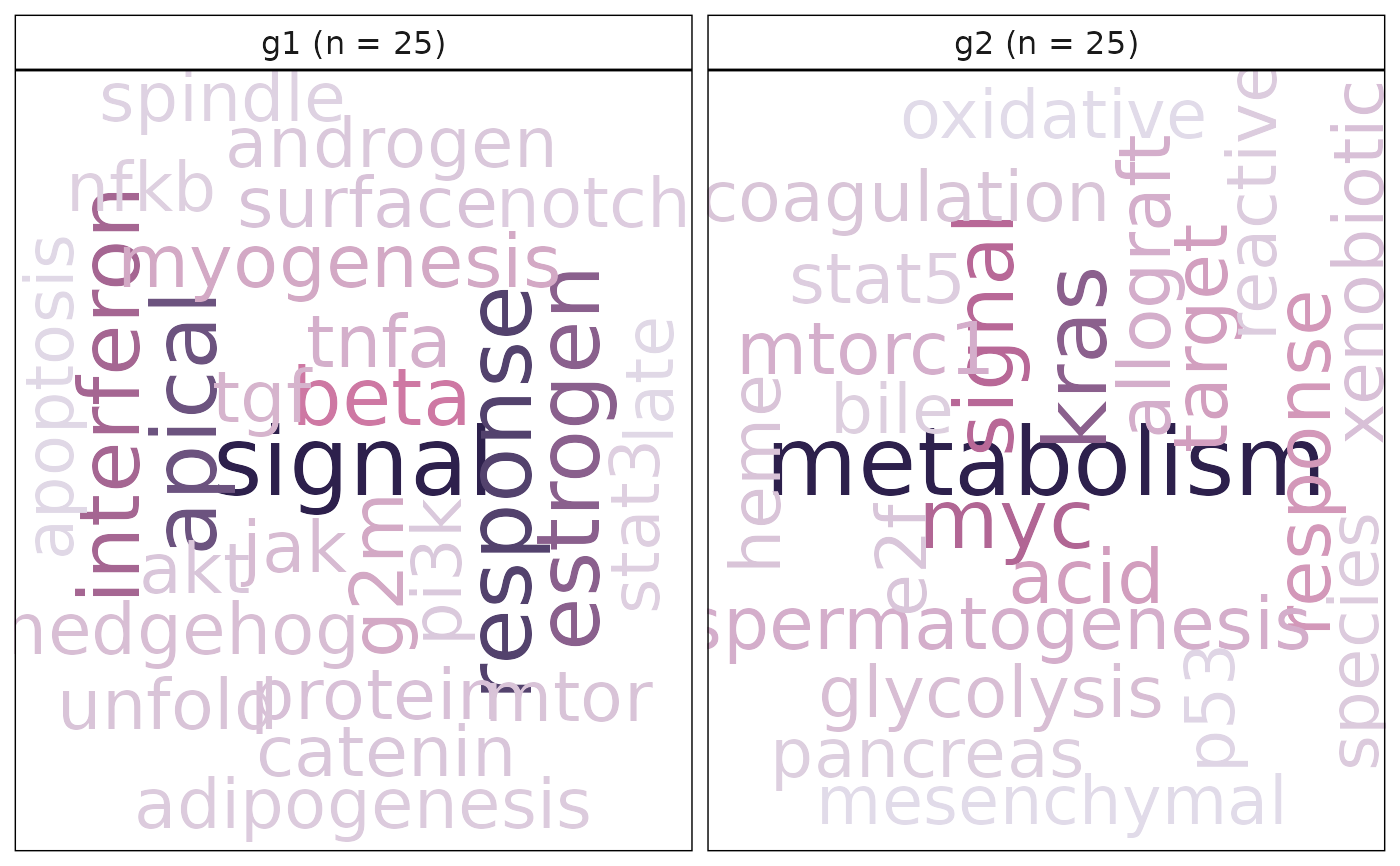 g1 (n = 25)
spindle
androgen
nfkb
surface
notch
interferon
myogenesis
apoptosis
apical
response
estrogen
tnfa
late
tgf
beta
signal
stat3
jak
g2m
pi3k
akt
hedgehog
unfold
protein
mtor
catenin
adipogenesis
g2 (n = 25)
oxidative
reactive
xenobiotic
coagulation
allograft
signal
target
stat5
kras
response
mtorc1
heme
bile
metabolism
myc
e2f
acid
species
spermatogenesis
glycolysis
p53
pancreas
mesenchymal